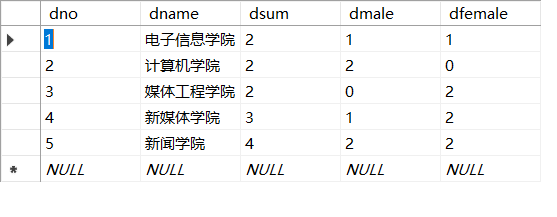 dno dname dsum dmale dfemale
1 电子信息学院 2 1 1
2 计算机学院 2 2 0
3 媒体工程学院 2 0 2
4 新媒体学院 3 1 2
5 新闻学院 4 2 2
NULL NULL NULL NULL NULL